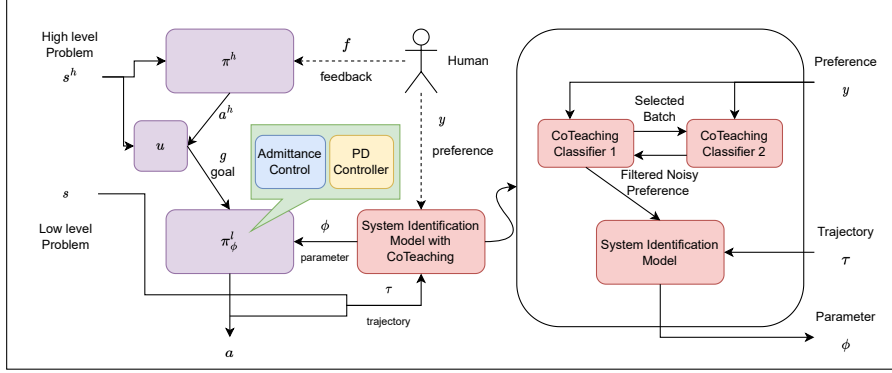 High level
Problem
s^h
π^h
f
feedback
Human
a^h
u
g
goal
Admittance
Control
PD
Controller
y
preference
s
Low level
Problem
π^l_ϕ
ϕ
parameter
System Identification
Model with
CoTeaching
τ
trajectory
a
Preference
y
Selected
Batch
CoTeaching
Classifier 1
CoTeaching
Classifier 2
Filtered Noisy
Preference
System Identification
Model
Trajectory
τ
Parameter
ϕ